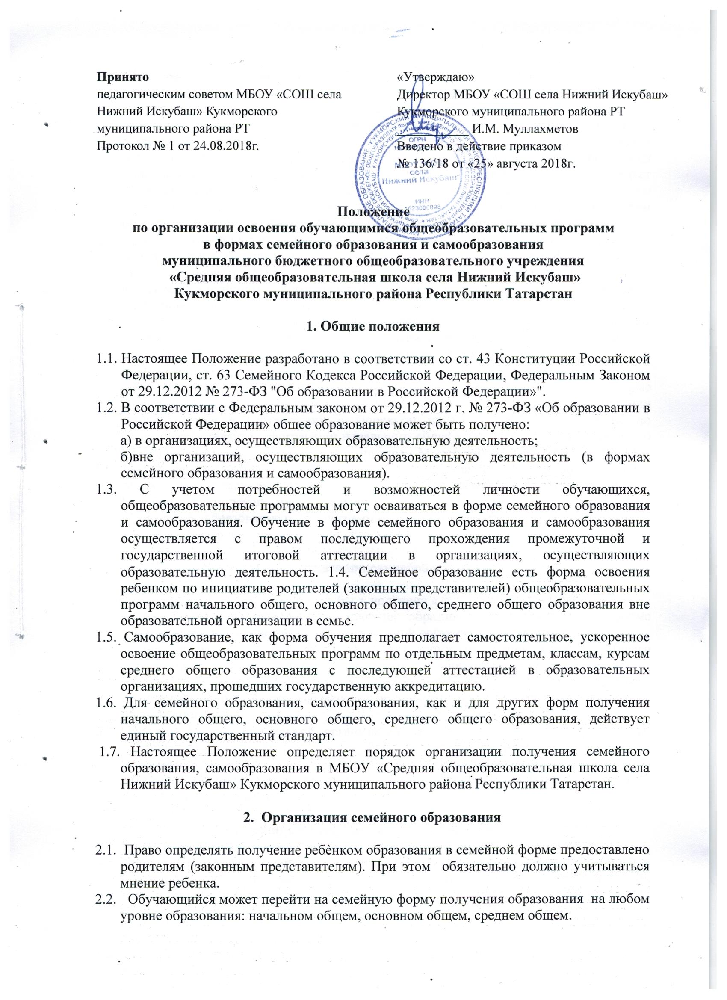 Принято
педагогическим советом МБОУ «СОШ села
Нижний Искубаш» Кукморского
муниципального района РТ
Протокол № 1 от 24.08.2018г.
«Утверждаю»
Директор МБОУ «СОШ села Нижний Искубаш»
Кукморского муниципального района РТ
И.М. Муллахметов
Введено в действие приказом
№ 136/18 от «25» августа 2018г.
ОГРН
села
Нижний Искубаш"
ИНН
1623006098
Положение
по организации освоения обучающимися общеобразовательных программ
в формах семейного образования и самообразования
муниципального бюджетного общеобразовательного учреждения
«Средняя общеобразовательная школа села Нижний Искубаш»
Кукморского муниципального района Республики Татарстан
1. Общие положения
1.1. Настоящее Положение разработано в соответствии со ст. 43 Конституции Российской
Федерации, ст. 63 Семейного Кодекса Российской Федерации, Федеральным Законом
от 29.12.2012 № 273-ФЗ "Об образовании в Российской Федерации»".
1.2. В соответствии с Федеральным законом от 29.12.2012 г. № 273-ФЗ «Об образовании в
Российской Федерации» общее образование может быть получено:
а) в организациях, осуществляющих образовательную деятельность;
б)вне организаций, осуществляющих образовательную деятельность (в формах
семейного образования и самообразования).
1.3. С учетом потребностей и возможностей личности обучающихся,
общеобразовательные программы могут осваиваться в форме семейного образования
и самообразования. Обучение в форме семейного образования и самообразования
осуществляется с правом последующего прохождения промежуточной и
государственной итоговой аттестации в организациях, осуществляющих
образовательную деятельность. 1.4. Семейное образование есть форма освоения
ребенком по инициативе родителей (законных представителей) общеобразовательных
программ начального общего, основного общего, среднего общего образования вне
образовательной организации в семье.
1.5. Самообразование, как форма обучения предполагает самостоятельное, ускоренное
освоение общеобразовательных программ по отдельным предметам, классам, курсам
среднего общего образования с последующей аттестацией в образовательных
организациях, прошедших государственную аккредитацию.
1.6. Для семейного образования, самообразования, как и для других форм получения
начального общего, основного общего, среднего общего образования, действует
единый государственный стандарт.
1.7. Настоящее Положение определяет порядок организации получения семейного
образования, самообразования в МБОУ «Средняя общеобразовательная школа села
Нижний Искубаш» Кукморского муниципального района Республики Татарстан.
2. Организация семейного образования
2.1. Право определять получение ребѐнком образования в семейной форме предоставлено
родителям (законным представителям). При этом обязательно должно учитываться
мнение ребенка.
2.2. Обучающийся может перейти на семейную форму получения образования на любом
уровне образования: начальном общем, основном общем, среднем общем.